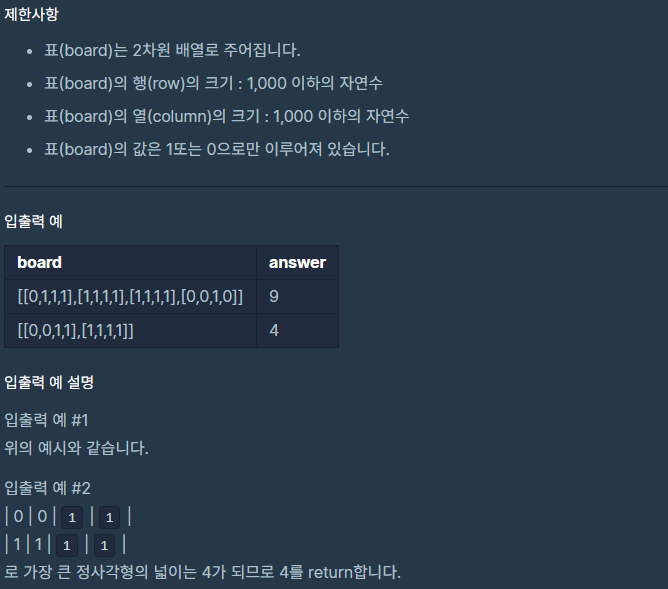 제한사항
• 표(board)는 2차원 배열로 주어집니다.
• 표(board)의 행(row)의 크기 : 1,000 이하의 자연수
• 표(board)의 열(column)의 크기 : 1,000 이하의 자연수
• 표(board)의 값은 1또는 0으로만 이루어져 있습니다.
입출력 예
board answer
[[0,1,1,1],[1,1,1,1],[1,1,1,1],[0,0,1,0]] 9
[[0,0,1,1],[1,1,1,1]] 4
입출력 예 설명
입출력 예 #1
위의 예시와 같습니다.
입출력 예 #2
| 0 | 0 | 1 | 1 |
| 1 | 1 | 1 | 1 |
로 가장 큰 정사각형의 넓이는 4가 되므로 4를 return합니다.